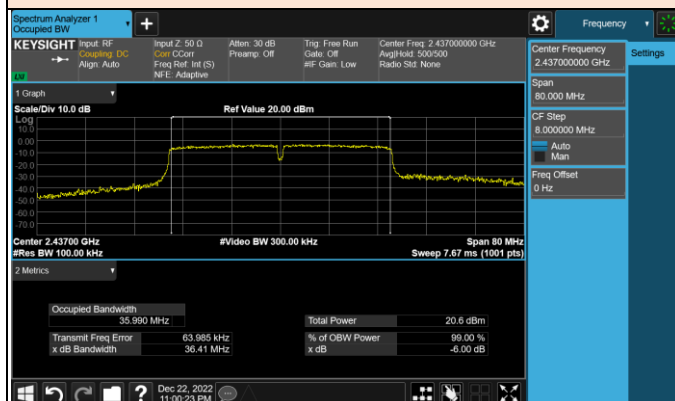 Spectrum Analyzer 1
Occupied BW
Frequency
KEYSIGHT Input: RF
Coupling: DC
Align: Auto
Input Z: 50 Ω
Corr CCorr
Freq Ref: Int (S)
NFE: Adaptive
Atten: 30 dB
Preamp: Off
Trig: Free Run
Gate: Off
#IF Gain: Low
Center Freq: 2.437000000 GHz
Avg|Hold: 500/500
Radio Std: None
Center Frequency
2.437000000 GHz
Settings
Span
80.000 MHz
CF Step
8.000000 MHz
Auto
Man
Freq Offset
0 Hz
1 Graph
Scale/Div 10.0 dB
Ref Value 20.00 dBm
Log
10.0
0.00
-10.0
-20.0
-30.0
-40.0
-50.0
-60.0
-70.0
Center 2.43700 GHz
#Res BW 100.00 kHz
#Video BW 300.00 kHz
Span 80 MHz
Sweep 7.67 ms (1001 pts)
2 Metrics
Occupied Bandwidth
35.990 MHz
Total Power 20.6 dBm
Transmit Freq Error 63.985 kHz
% of OBW Power 99.00 %
x dB Bandwidth 36.41 MHz
x dB -6.00 dB
Dec 22, 2022
11:00:23 PM